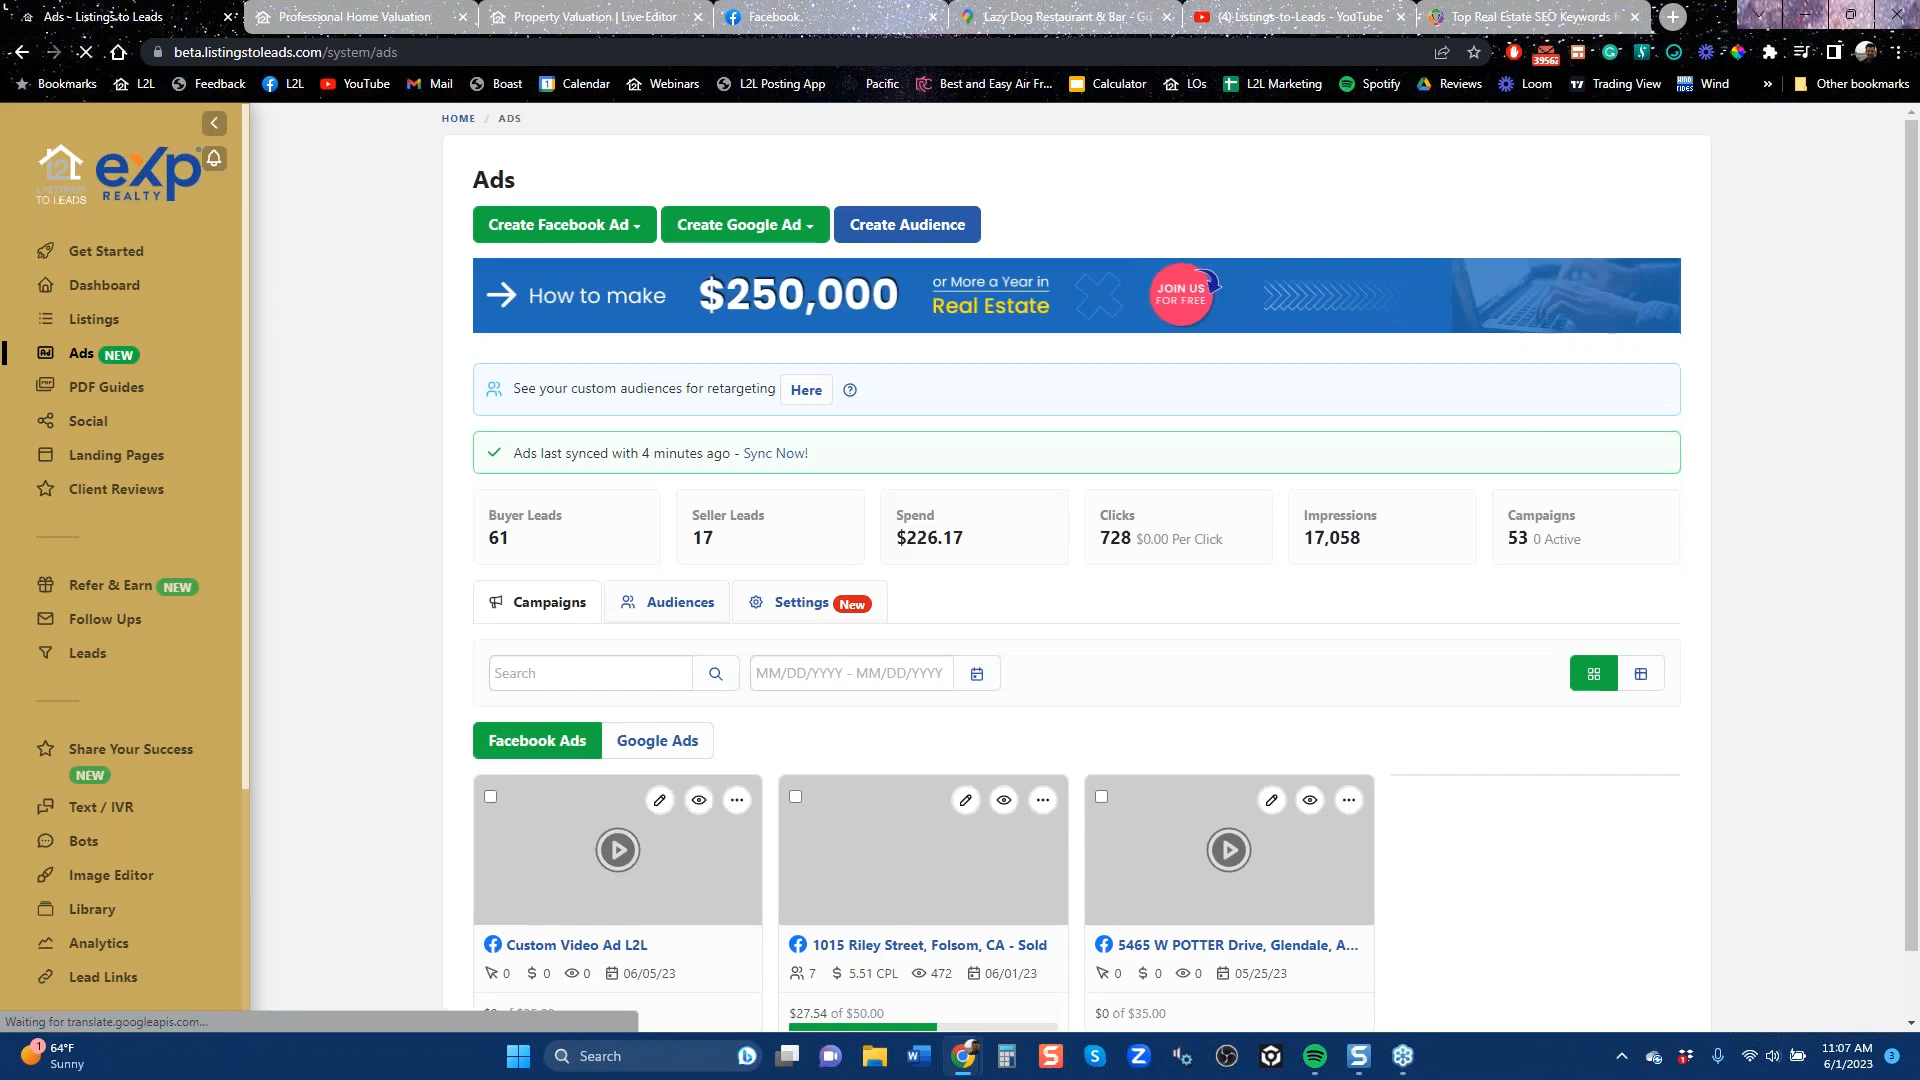 Ads - Listings to Leads
Professional Home Valuation
Property Valuation | Live Editor
Facebook
Lazy Dog Restaurant & Bar - Go
(4) Listings-to-Leads - YouTube
Top Real Estate SEO Keywords f
beta.listingstoleads.com/system/ads
39562
Bookmarks
L2L
Feedback
L2L
YouTube
Mail
Boast
Calendar
Webinars
L2L Posting App
Pacific
Best and Easy Air Fr...
Calculator
LOs
L2L Marketing
Spotify
Reviews
Loom
Trading View
Wind
»
Other bookmarks
HOME / ADS
L2L
LISTINGS
TO LEADS
exp
REALTY
Get Started
Dashboard
Listings
Ads NEW
PDF Guides
Social
Landing Pages
Client Reviews
Refer & Earn NEW
Follow Ups
Leads
Share Your Success
NEW
Text / IVR
Bots
Image Editor
Library
Analytics
Lead Links
Ads
Create Facebook Ad
Create Google Ad
Create Audience
How to make
$250,000
or More a Year in
Real Estate
JOIN US
FOR FREE
See your custom audiences for retargeting
Here
Ads last synced with 4 minutes ago - Sync Now!
Buyer Leads
61
Seller Leads
17
Spend
$226.17
Clicks
728 $0.00 Per Click
Impressions
17,058
Campaigns
53 0 Active
Campaigns
Audiences
Settings New
Search
MM/DD/YYYY - MM/DD/YYYY
Facebook Ads
Google Ads
Custom Video Ad L2L
0 $ 0 0 06/05/23
1015 Riley Street, Folsom, CA - Sold
7 $ 5.51 CPL 472 06/01/23
$27.54 of $50.00
5465 W POTTER Drive, Glendale, A...
0 $ 0 0 05/25/23
$0 of $35.00
Waiting for translate.googleapis.com...
1
64°F
Sunny
Search
11:07 AM
6/1/2023
3